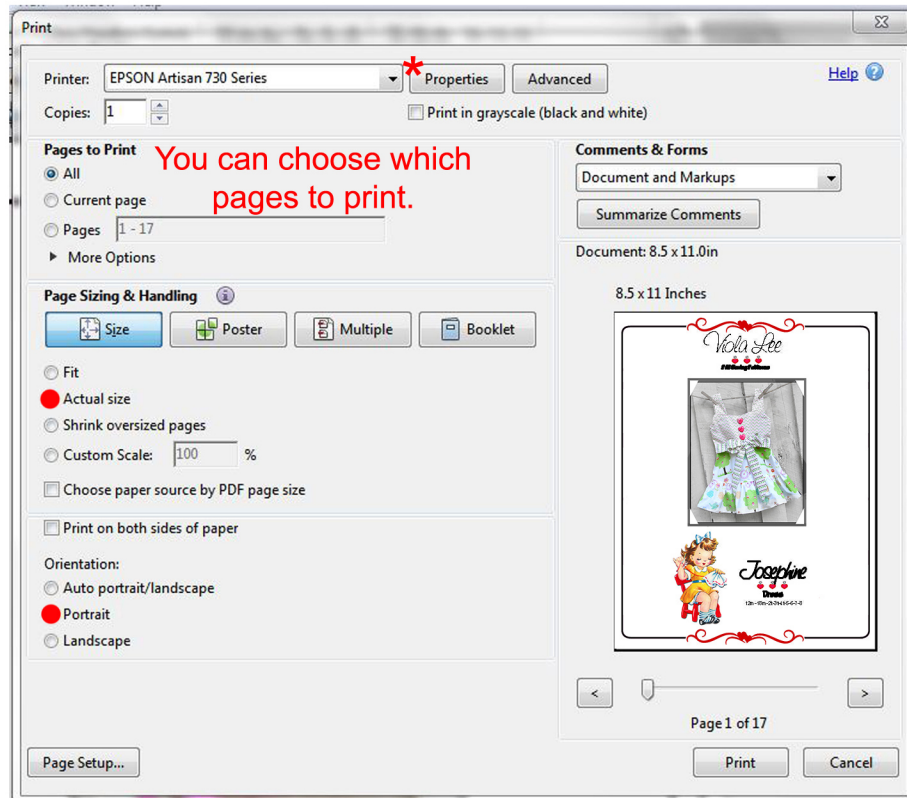 Print
Printer: EPSON Artisan 730 Series * Properties Advanced Help
Copies: 1 Print in grayscale (black and white)
Pages to Print
You can choose which
pages to print.
All
Current page
Pages 1 - 17
More Options
Page Sizing & Handling
Size Poster Multiple Booklet
Fit
Actual size
Shrink oversized pages
Custom Scale: 100 %
Choose paper source by PDF page size
Print on both sides of paper
Orientation:
Auto portrait/landscape
Portrait
Landscape
Comments & Forms
Document and Markups
Summarize Comments
Document: 8.5 x 11.0in
8.5 x 11 Inches
Viola Lee
Josephine
Dress
< >
Page 1 of 17
Page Setup... Print Cancel